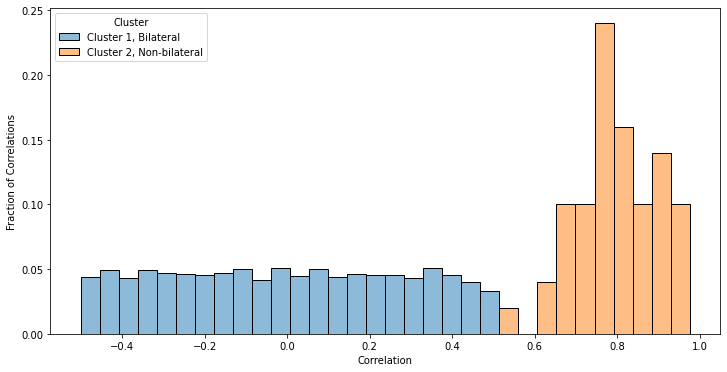 Cluster
Cluster 1, Bilateral
Cluster 2, Non-bilateral
Fraction of Correlations
0.25
0.20
0.15
0.10
0.05
0.00
−0.4 −0.2 0.0 0.2 0.4 0.6 0.8 1.0
Correlation